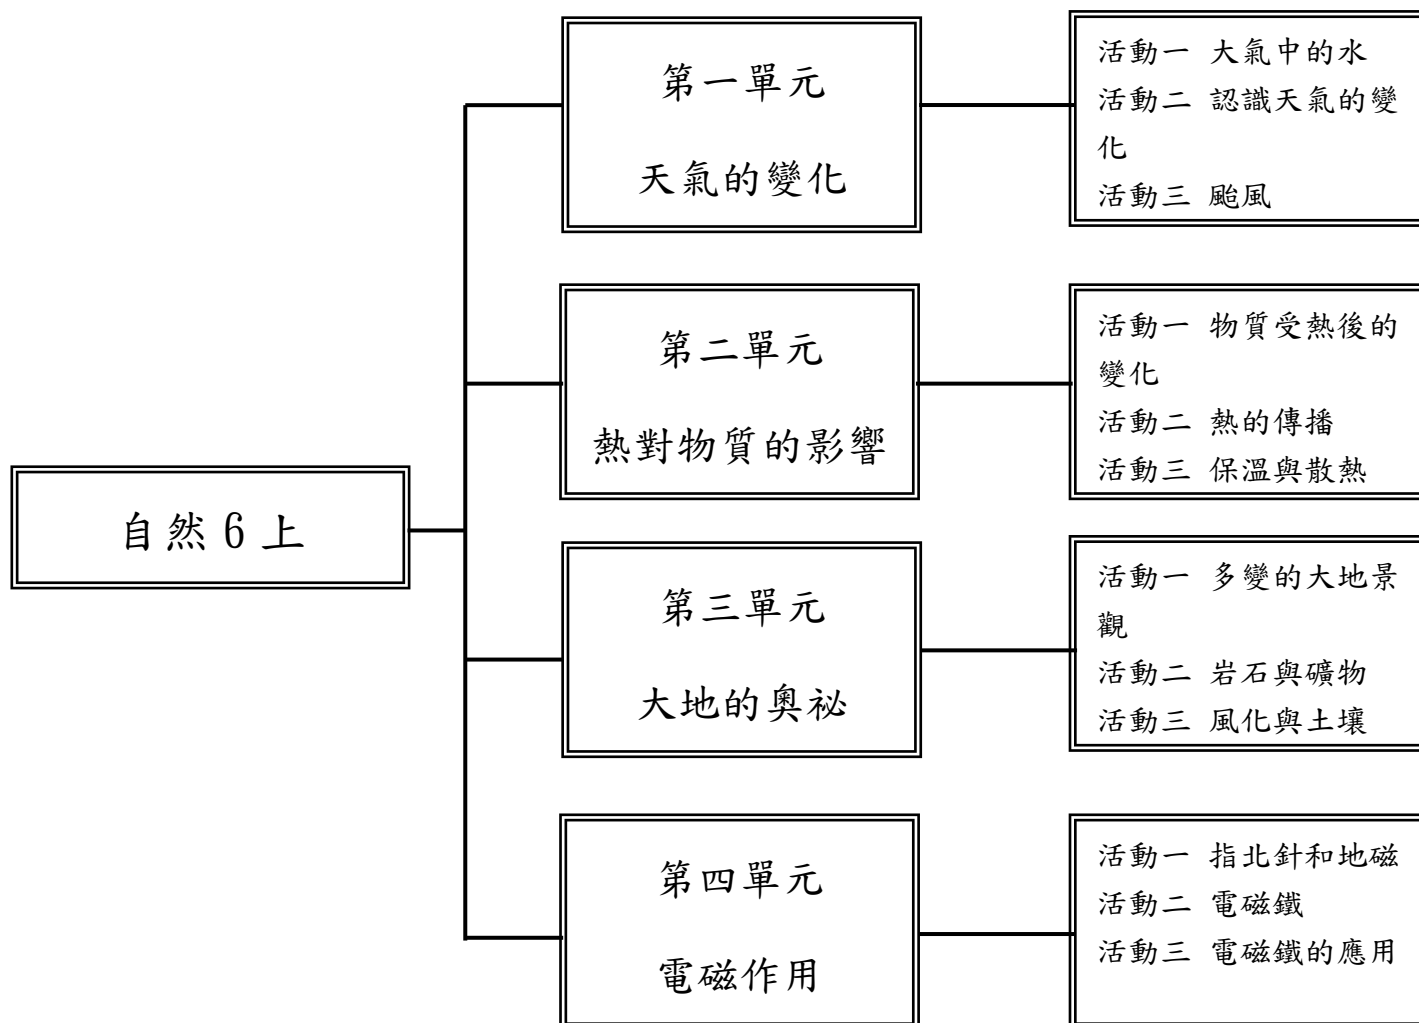 自然6上
第一單元
天氣的變化
活動一 大氣中的水
活動二 認識天氣的變
化
活動三 颱風
第二單元
熱對物質的影響
活動一 物質受熱後的
變化
活動二 熱的傳播
活動三 保溫與散熱
第三單元
大地的奧祕
活動一 多變的大地景
觀
活動二 岩石與礦物
活動三 風化與土壤
第四單元
電磁作用
活動一 指北針和地磁
活動二 電磁鐵
活動三 電磁鐵的應用